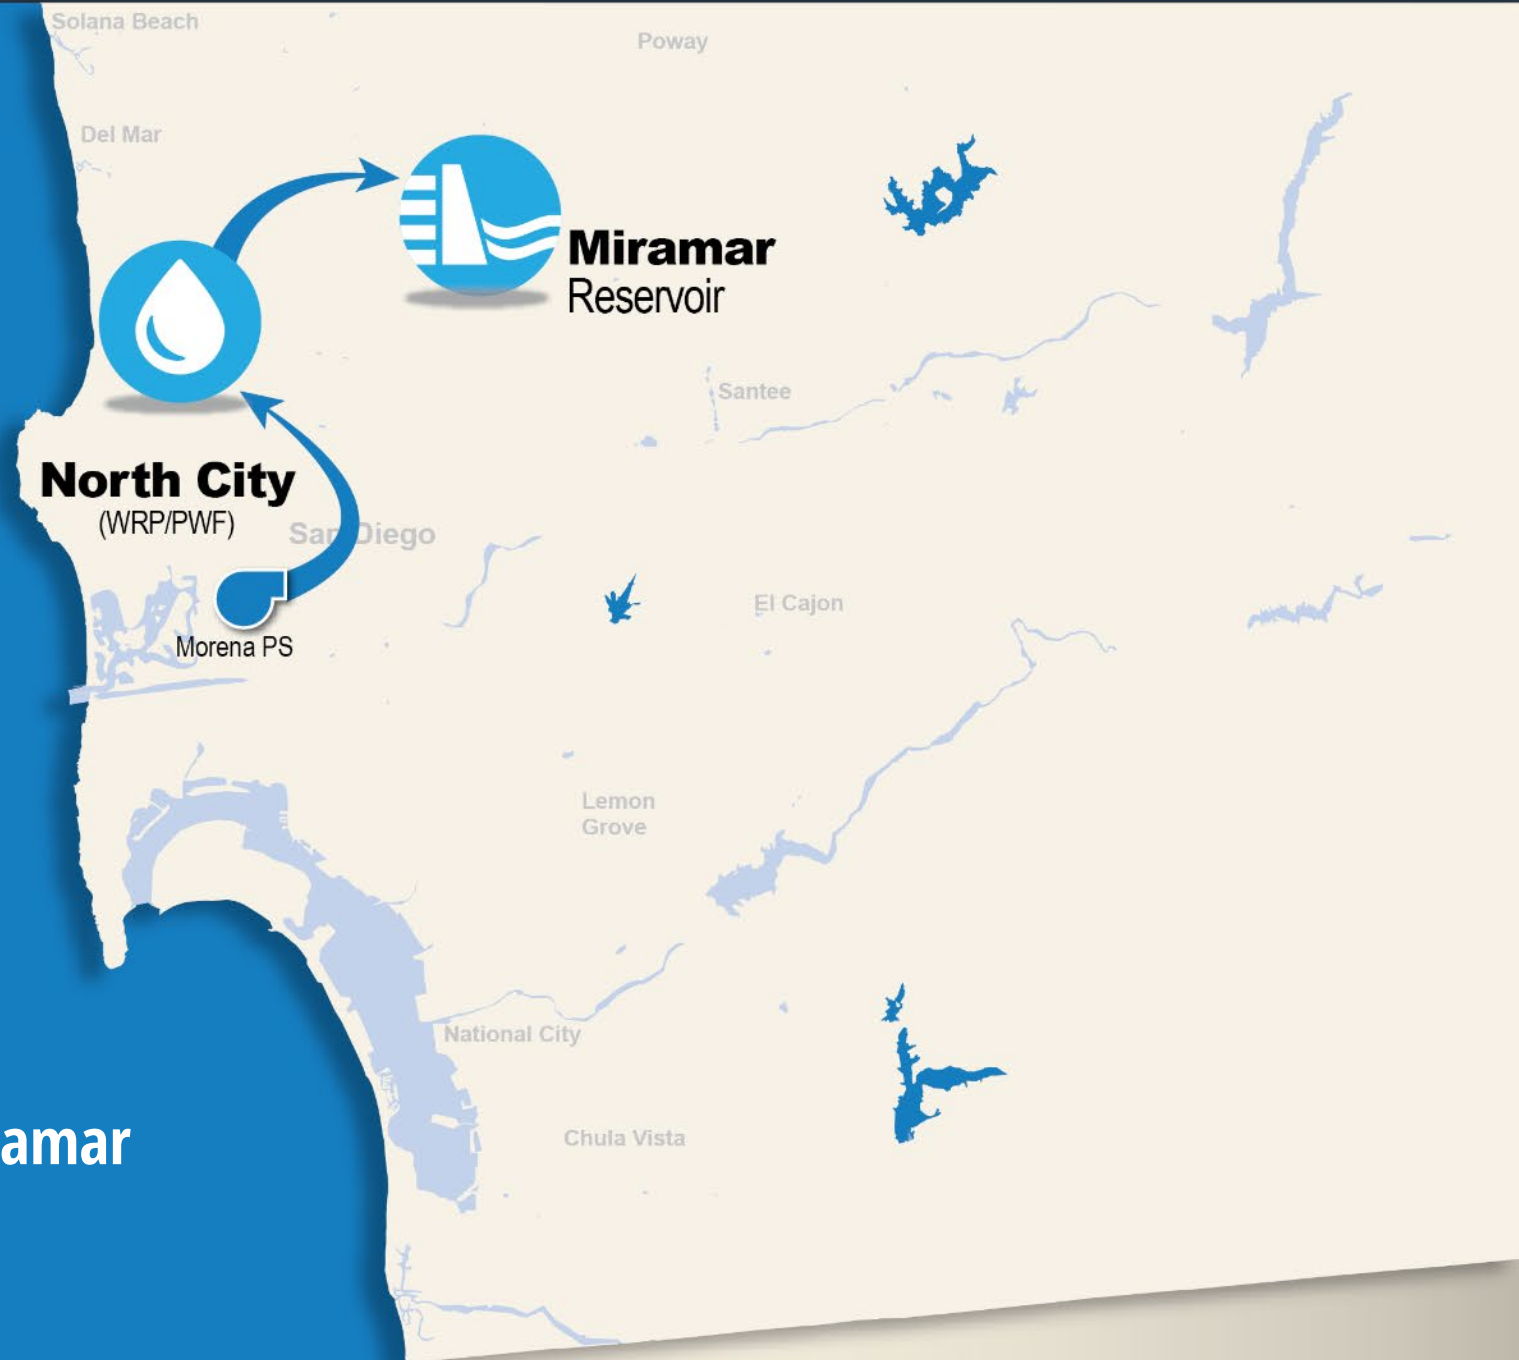 Solana Beach
Poway
Del Mar
Miramar
Reservoir
Santee
North City
(WRP/PWF)
San Diego
El Cajon
Morena PS
Lemon
Grove
National City
amar
Chula Vista